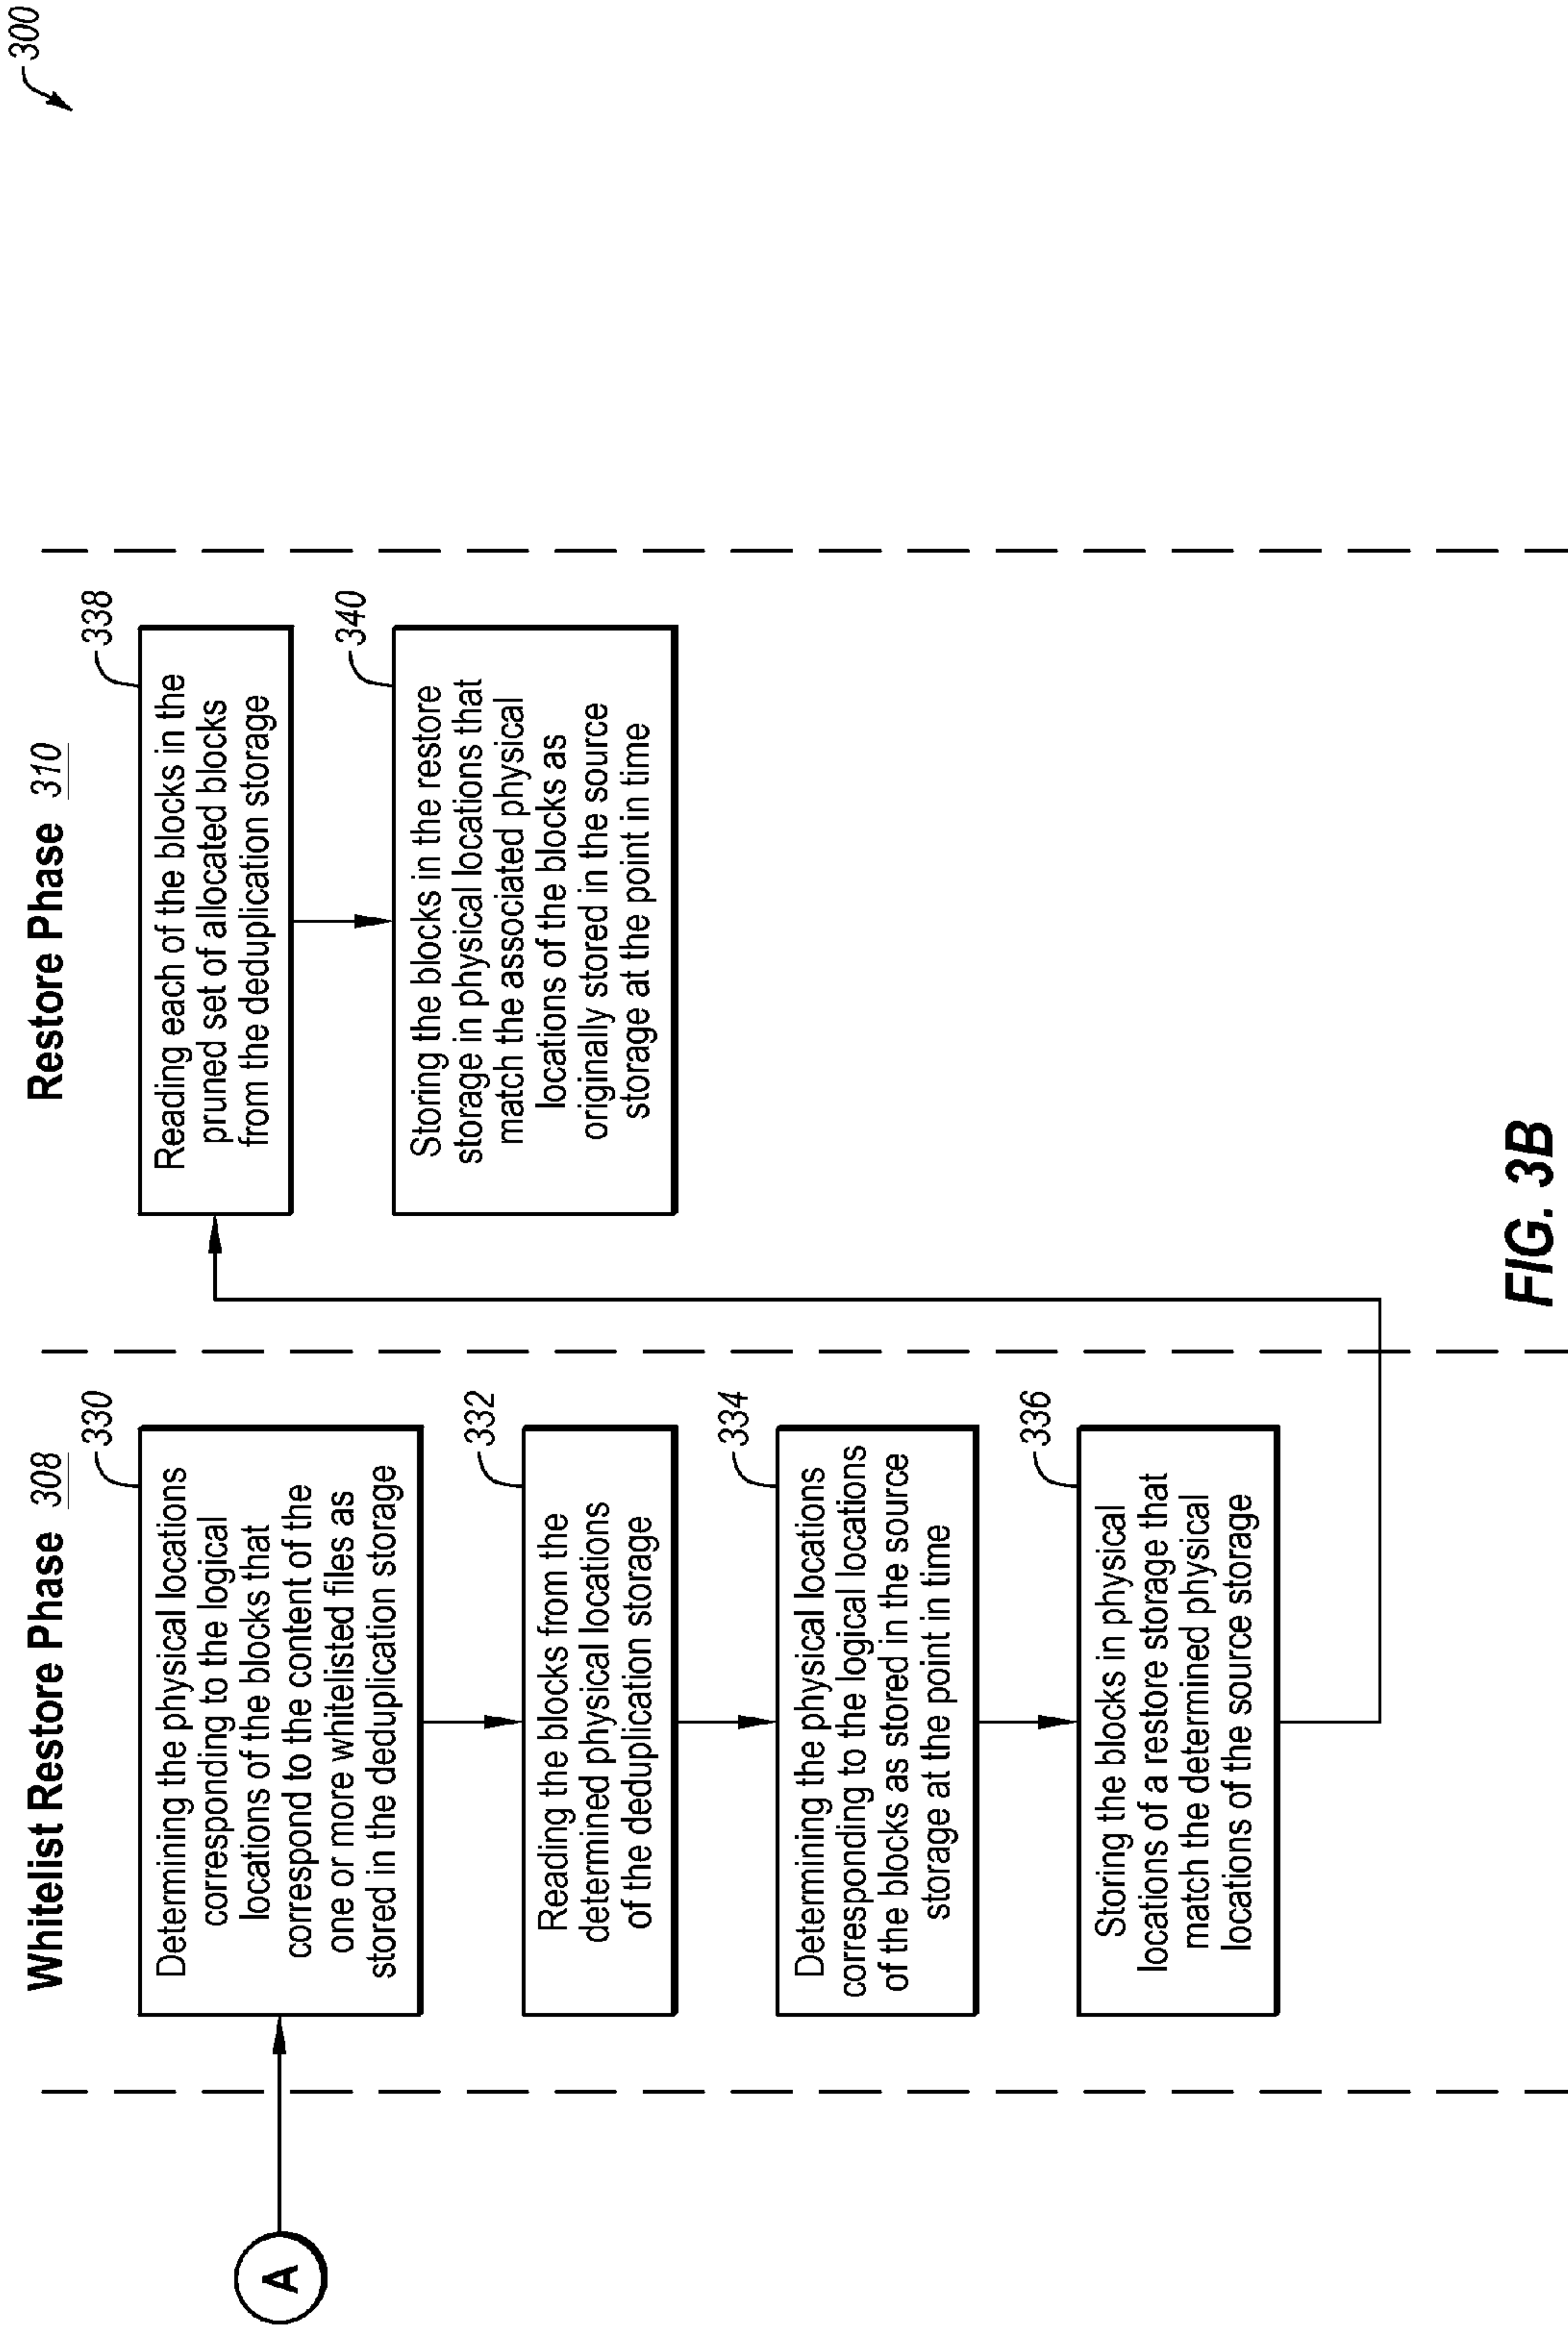 300
Whitelist Restore Phase 308
A
330
Determining the physical locations
corresponding to the logical
locations of the blocks that
correspond to the content of the
one or more whitelisted files as
stored in the deduplication storage
332
Reading the blocks from the
determined physical locations
of the deduplication storage
334
Determining the physical locations
corresponding to the logical locations
of the blocks as stored in the source
storage at the point in time
336
Storing the blocks in physical
locations of a restore storage that
match the determined physical
locations of the source storage
Restore Phase 310
338
Reading each of the blocks in the
pruned set of allocated blocks
from the deduplication storage
340
Storing the blocks in the restore
storage in physical locations that
match the associated physical
locations of the blocks as
originally stored in the source
storage at the point in time
FIG. 3B